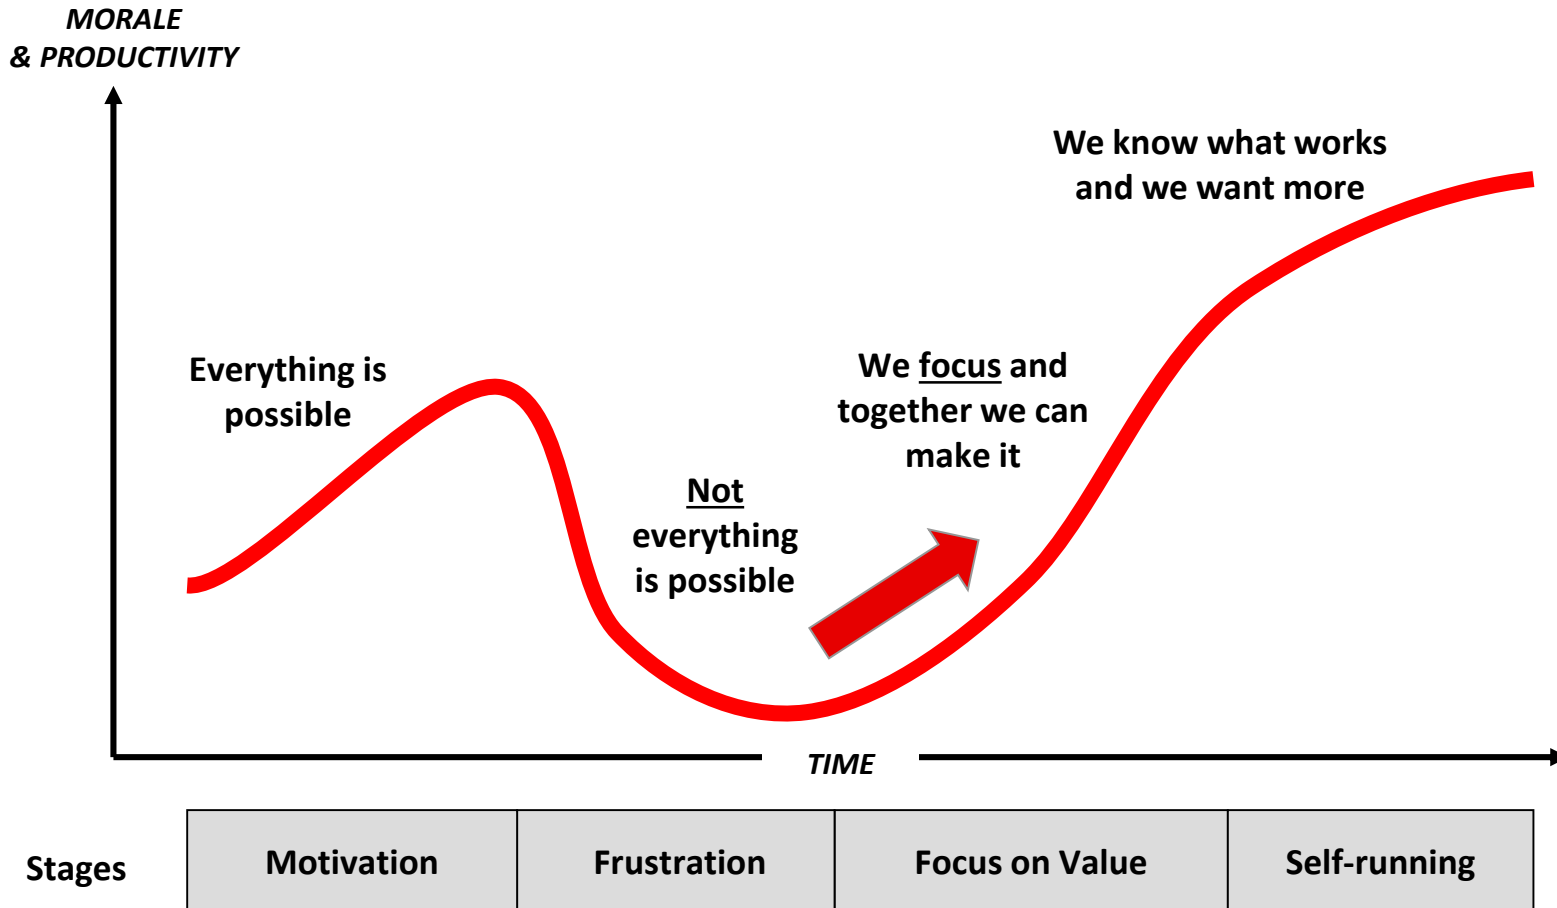 MORALE
& PRODUCTIVITY
We know what works
and we want more
Everything is
possible
We focus and
together we can
make it
Not
everything
is possible
TIME
Stages
Motivation
Frustration
Focus on Value
Self-running